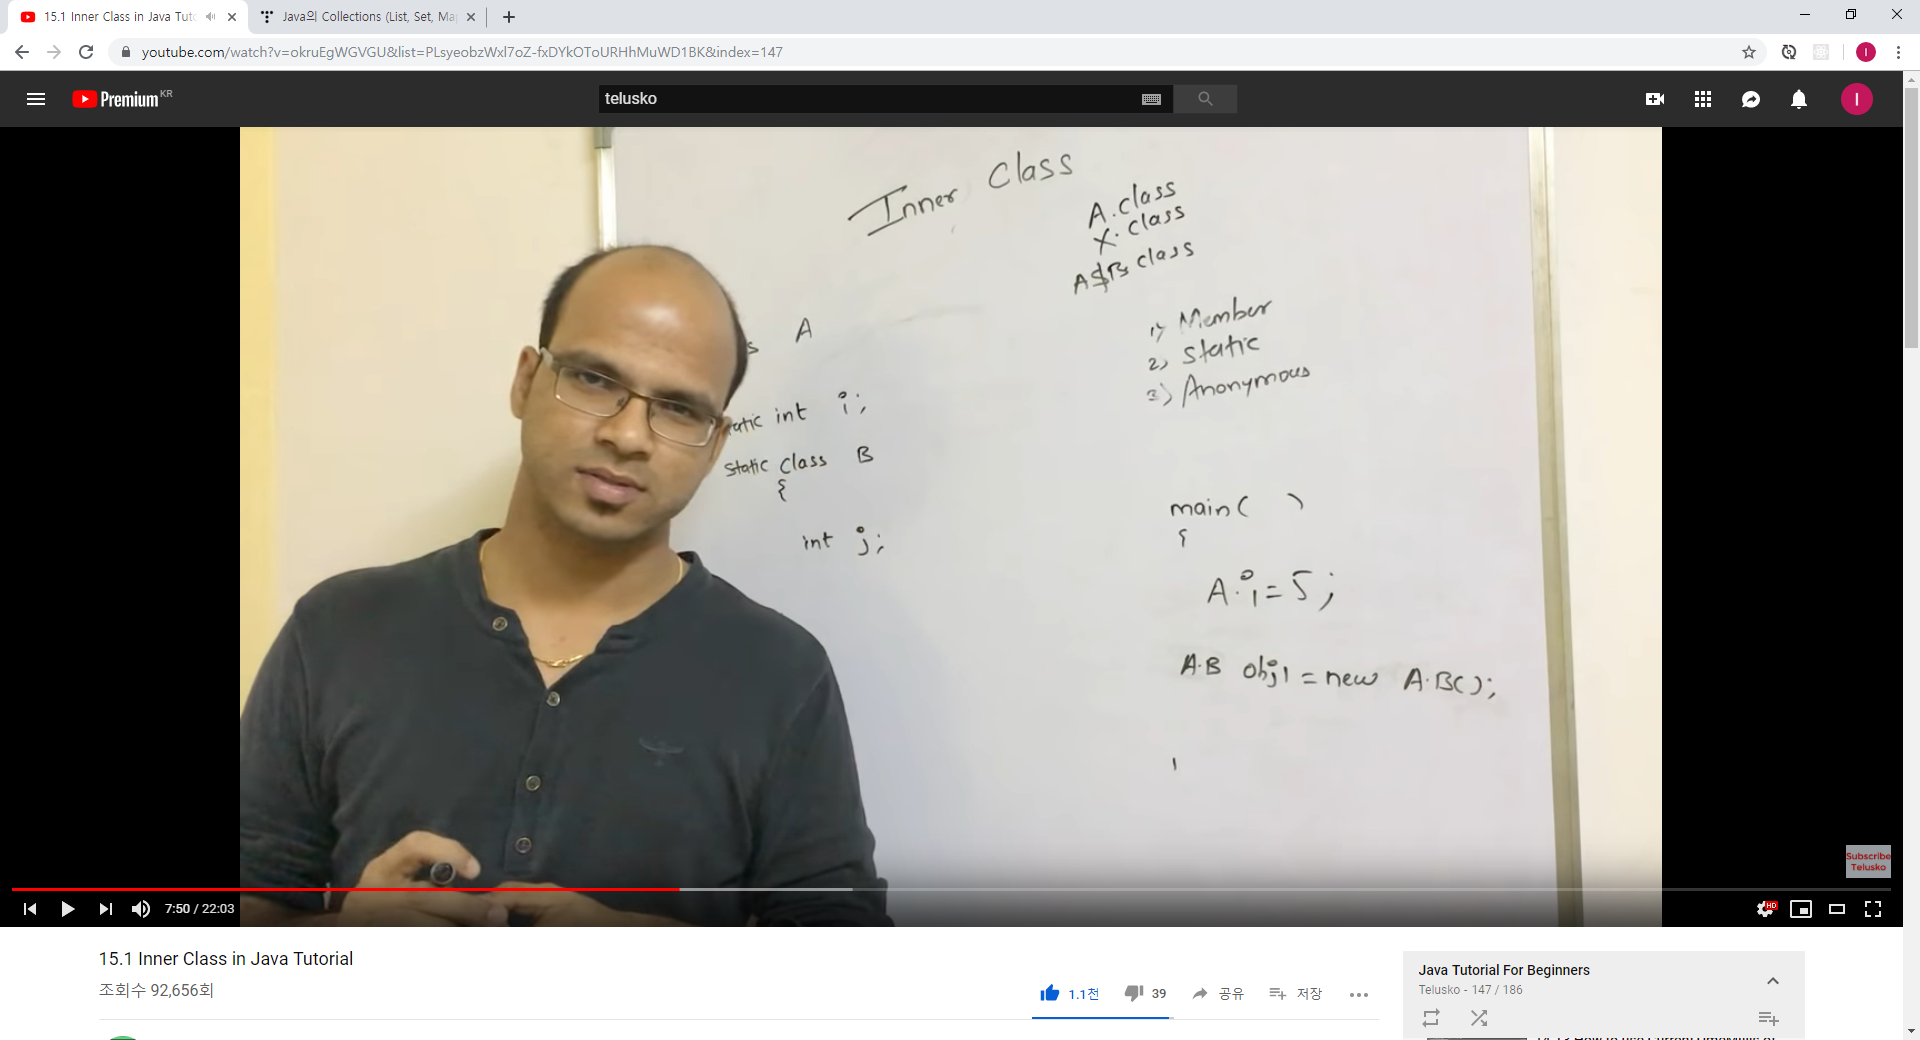 15.1 Inner Class in Java Tuto
Java의 Collections (List, Set, Ma
youtube.com/watch?v=okruEgWGVGU&list=PLsyeobzWxl7oZ-fxDYkOToURHhMuWD1BK&index=147
Premium KR
telusko
I
Inner Class
A.class
X.class
A$B class
s A
1) Member
2) Static
3) Anonymous
atic int i;
static class B
{
int j;
main( )
{
A.i=5;
A.B obj1 = new A.B();
Subscribe
Telusko
7:50 / 22:03
HD
15.1 Inner Class in Java Tutorial
조회수 92,656회
1.1천
39
공유
저장
Java Tutorial For Beginners
Telusko - 147 / 186